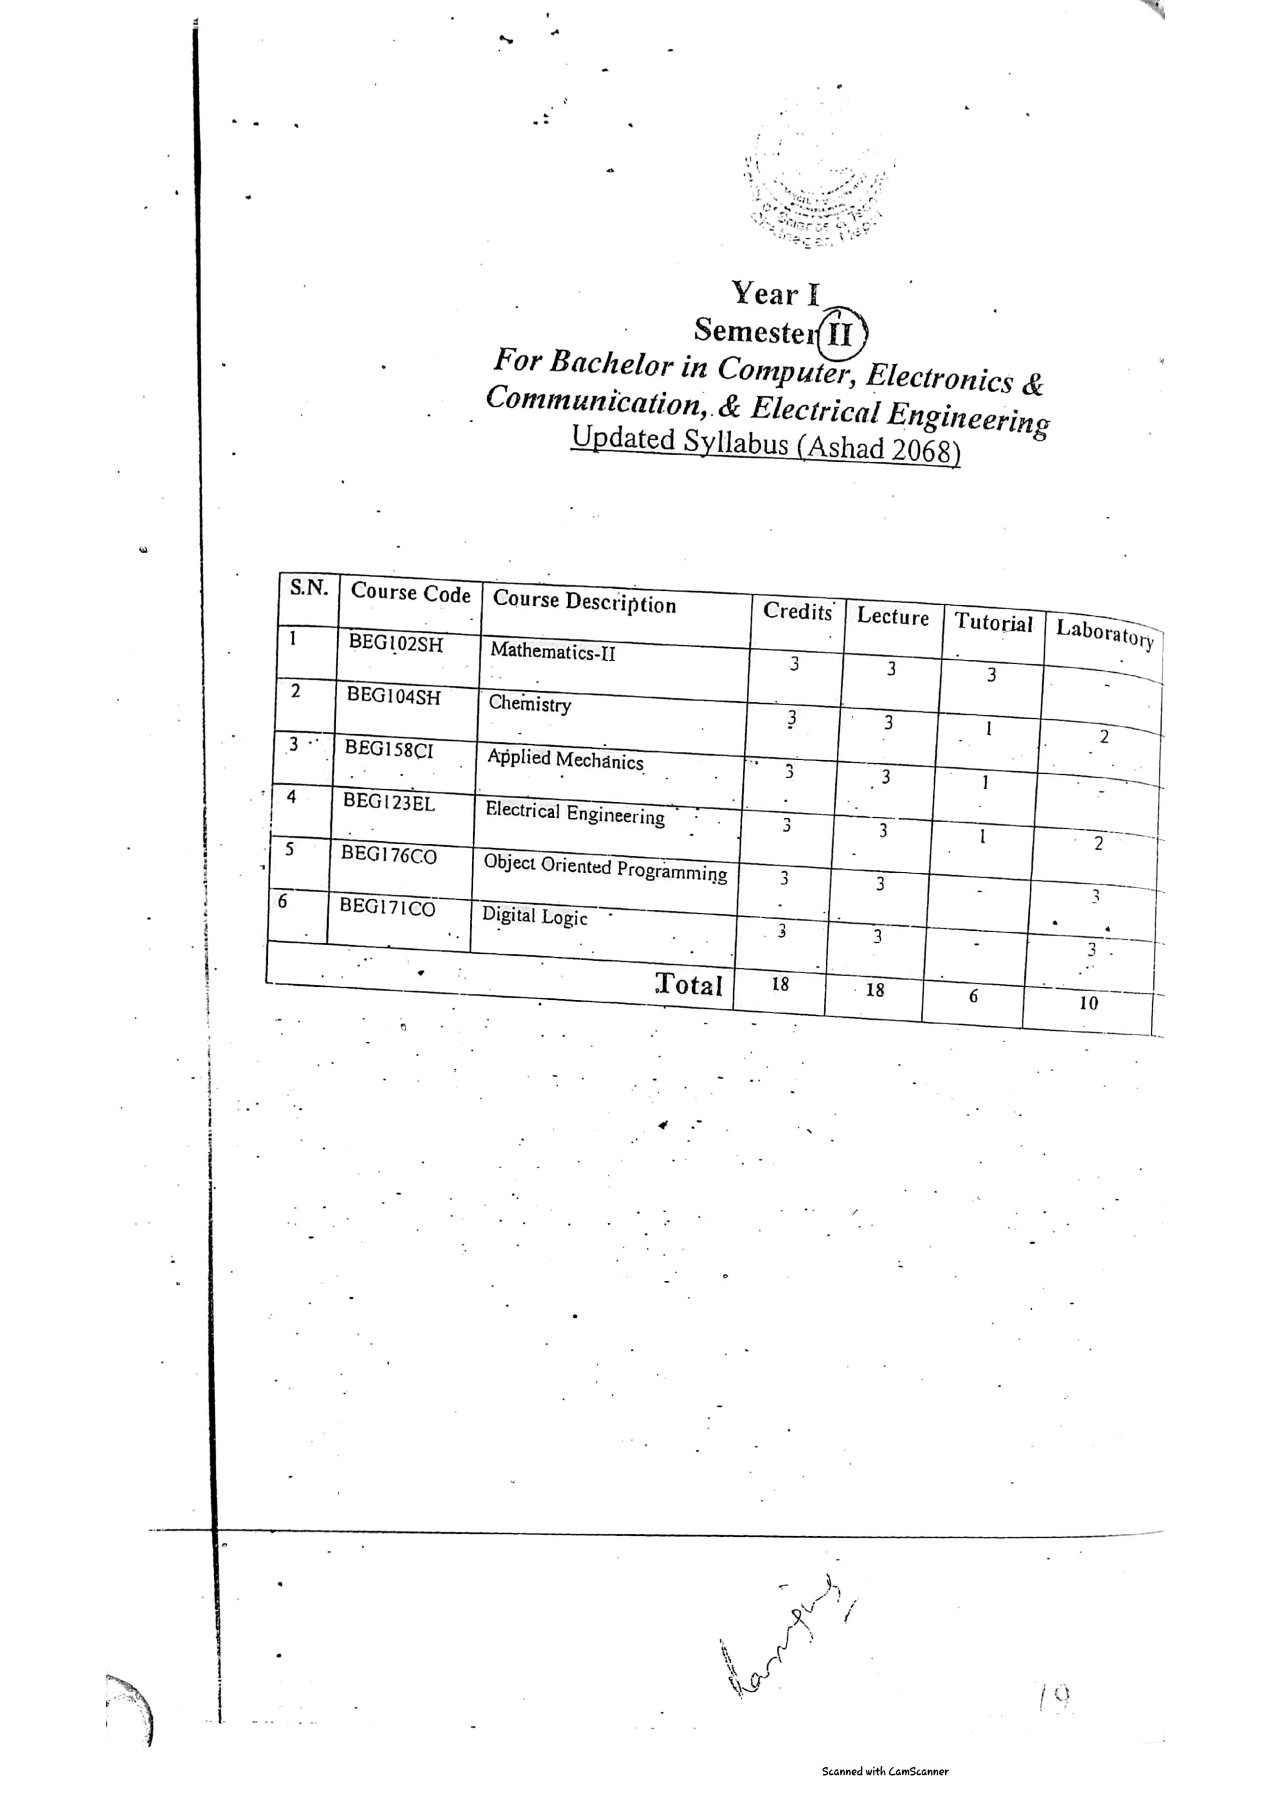 Year I
Semester II
For Bachelor in Computer, Electronics &
Communication, & Electrical Engineering
Updated Syllabus (Ashad 2068)
S.N. Course Code Course Description Credits Lecture Tutorial Laboratory
1 BEG102SH Mathematics-II 3 3 3 -
2 BEG104SH Chemistry 3 3 1 2
3 BEG158CI Applied Mechanics 3 3 1 -
4 BEG123EL Electrical Engineering 3 3 1 2
5 BEG176CO Object Oriented Programming 3 3 - 3
6 BEG171CO Digital Logic 3 3 - 3
Total 18 18 6 10
19
Scanned with CamScanner